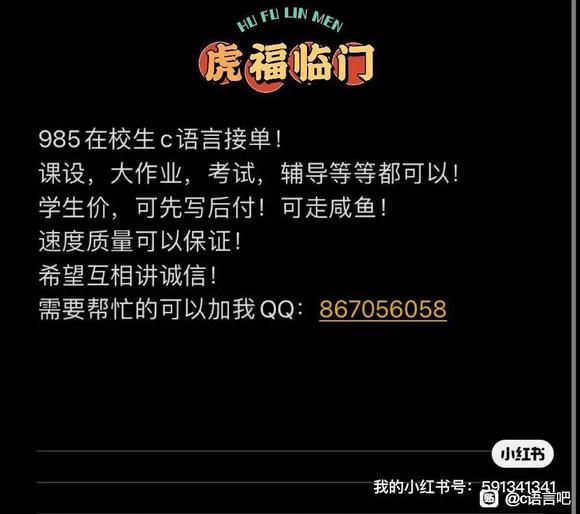 HU FU LIN MEN
虎福临门
985在校生c语言接单！
课设，大作业，考试，辅导等等都可以！
学生价，可先写后付！可走咸鱼！
速度质量可以保证！
希望互相讲诚信！
需要帮忙的可以加我QQ：867056058
小红书
我的小红书号：591341341
贴 @c语言吧